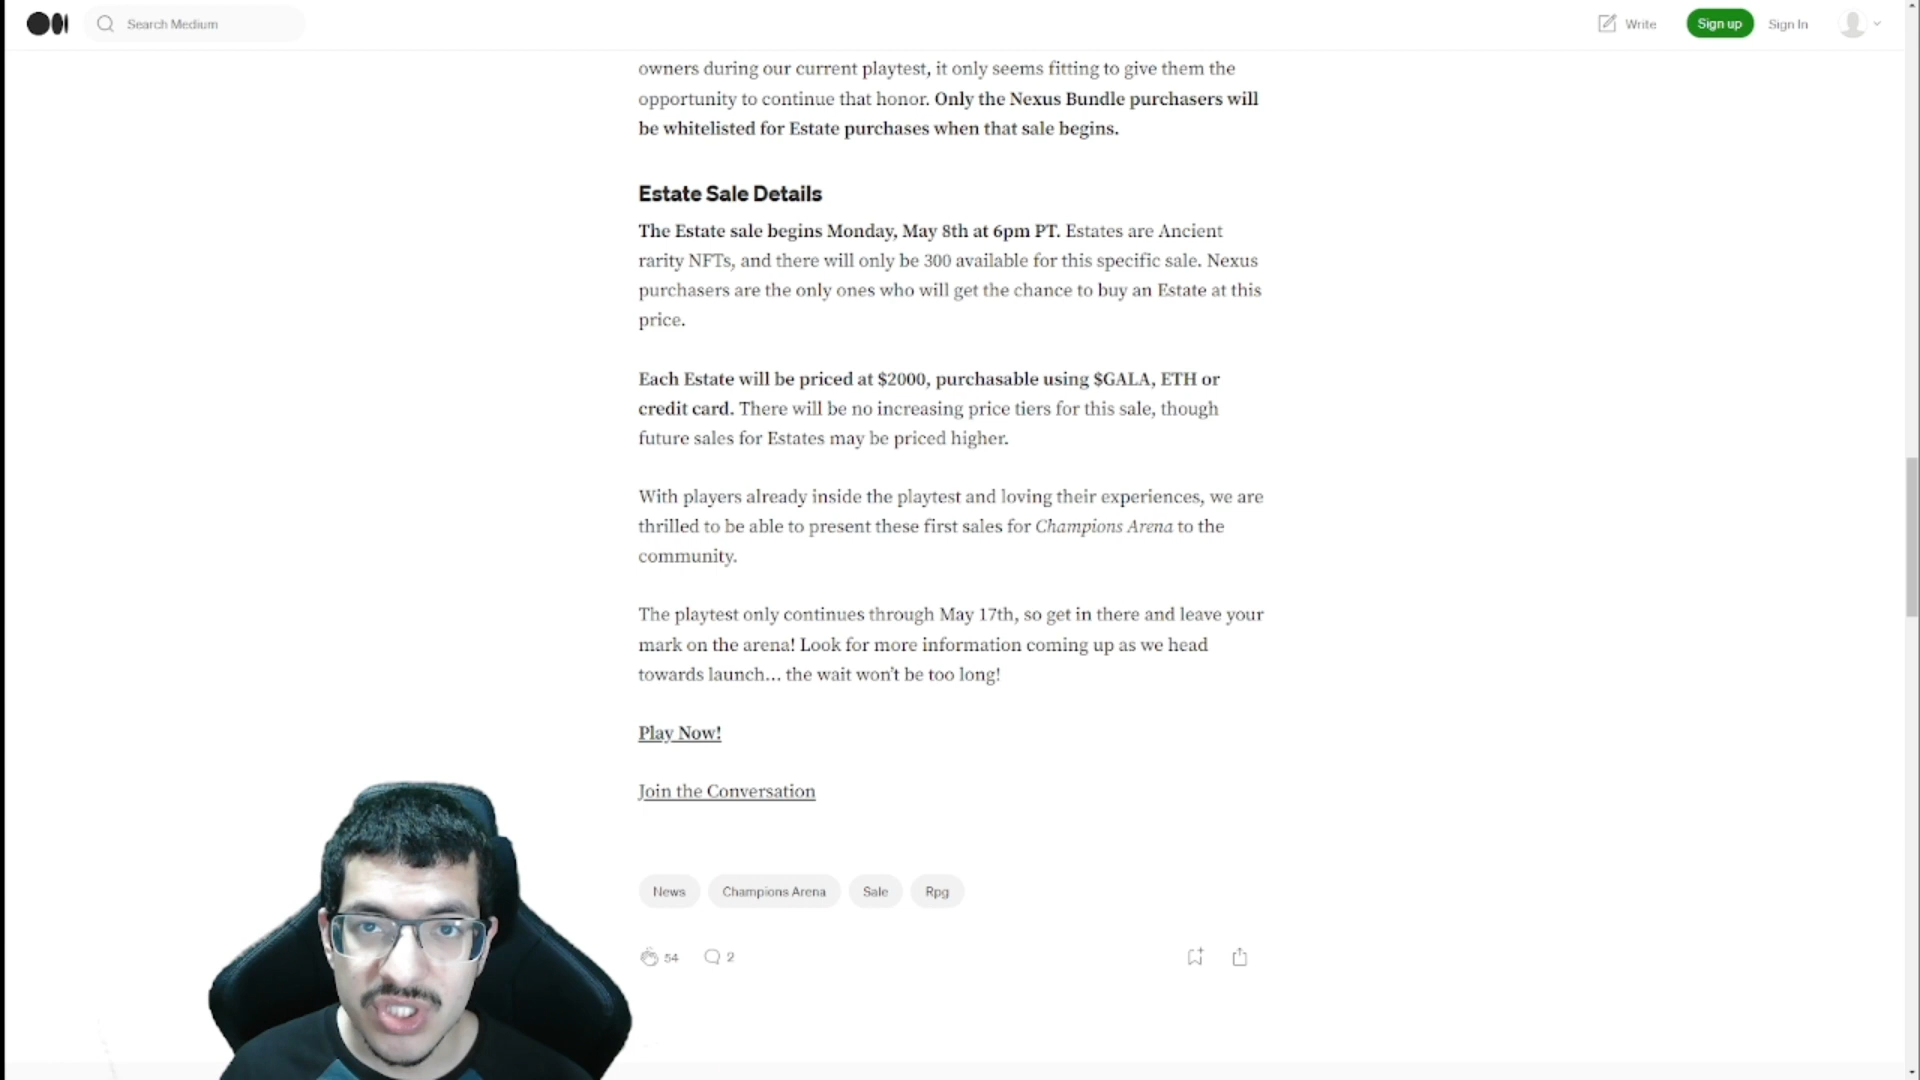 Search Medium
Write
Sign up
Sign In
owners during our current playtest, it only seems fitting to give them the
opportunity to continue that honor. Only the Nexus Bundle purchasers will
be whitelisted for Estate purchases when that sale begins.
Estate Sale Details
The Estate sale begins Monday, May 8th at 6pm PT. Estates are Ancient
rarity NFTs, and there will only be 300 available for this specific sale. Nexus
purchasers are the only ones who will get the chance to buy an Estate at this
price.
Each Estate will be priced at $2000, purchasable using $GALA, ETH or
credit card. There will be no increasing price tiers for this sale, though
future sales for Estates may be priced higher.
With players already inside the playtest and loving their experiences, we are
thrilled to be able to present these first sales for Champions Arena to the
community.
The playtest only continues through May 17th, so get in there and leave your
mark on the arena! Look for more information coming up as we head
towards launch… the wait won't be too long!
Play Now!
Join the Conversation
News
Champions Arena
Sale
Rpg
54
2